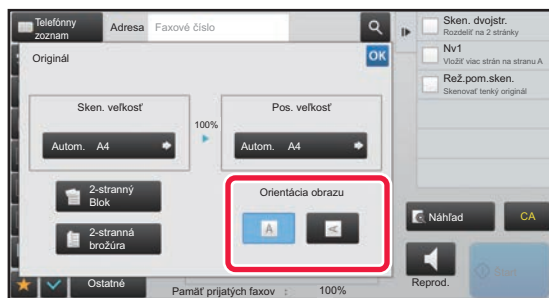 Telefónny
zoznam
Adresa
Faxové číslo
Sken. dvojstr.
Rozdeliť na 2 stránky
Nv1
Vložiť viac strán na stranu A
Rež.pom.sken.
Skenovať tenký originál
Originál
OK
Sken. veľkosť
100%
Pos. veľkosť
Autom. A4
Autom. A4
2-stranný
Blok
2-stranná
brožúra
Orientácia obrazu
A
A
Náhľad
CA
Ostatné
Pamäť prijatých faxov : 100%
Reprod.